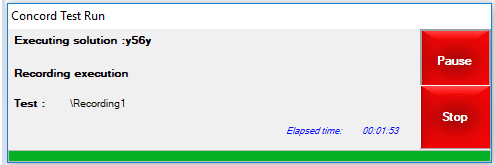 Concord Test Run
Executing solution :y56y
Pause
Recording execution
Test : \Recording1
Stop
Elapsed time: 00:01:53